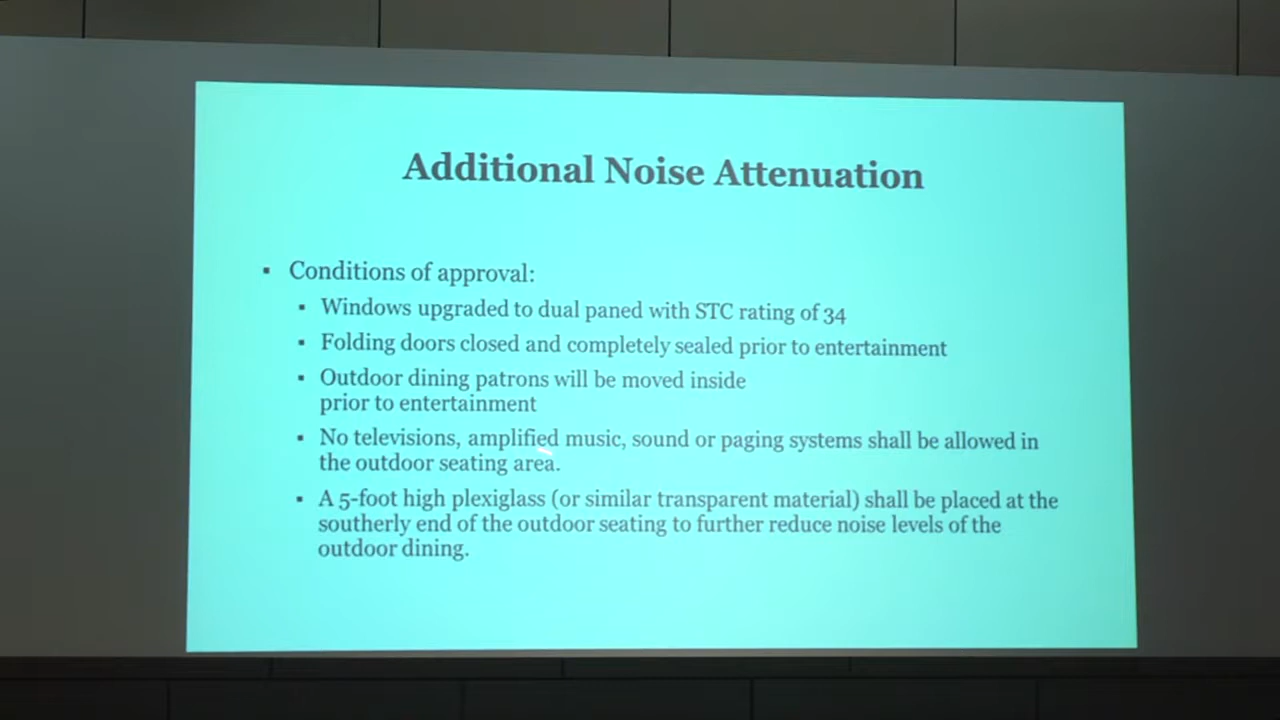 Additional Noise Attenuation
▪ Conditions of approval:
▪ Windows upgraded to dual paned with STC rating of 34
▪ Folding doors closed and completely sealed prior to entertainment
▪ Outdoor dining patrons will be moved inside
prior to entertainment
▪ No televisions, amplified music, sound or paging systems shall be allowed in
the outdoor seating area.
▪ A 5-foot high plexiglass (or similar transparent material) shall be placed at the
southerly end of the outdoor seating to further reduce noise levels of the
outdoor dining.